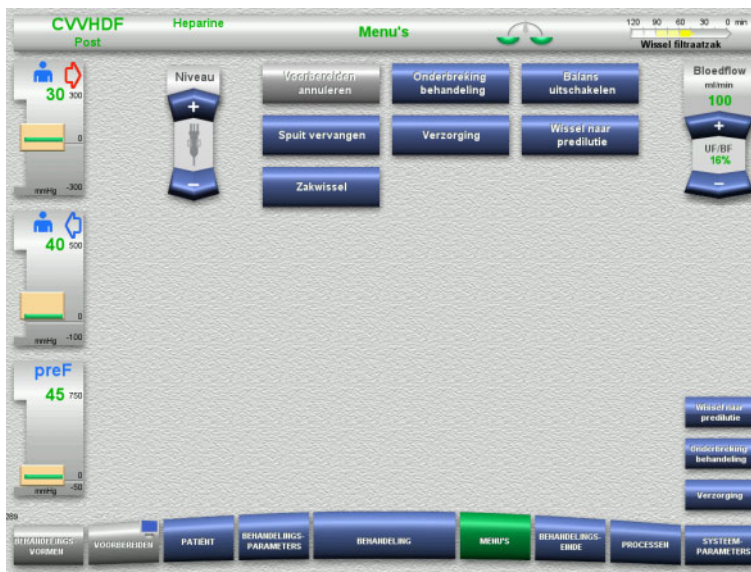 CVVHDF
Post
Heparine
Menu's
120 90 60 30 0 min
Wissel filtraatzak
30 300
0
mmHg -300
40 500
0
mmHg -100
preF
45 750
0
mmHg -50
Niveau
+
−
Voorbereiden
annuleren
Onderbreking
behandeling
Balans
uitschakelen
Spuit vervangen
Verzorging
Wissel naar
predilutie
Zakwissel
Bloedflow
ml/min
100
+
UF/BF
16%
−
Wissel naar
predilutie
Onderbreking
behandeling
Verzorging
269
BEHANDELINGS-
VORMEN
VOORBEREIDEN
PATIËNT
BEHANDELINGS-
PARAMETERS
BEHANDELING
MENU'S
BEHANDELINGS-
EINDE
PROCESSEN
SYSTEEM-
PARAMETERS